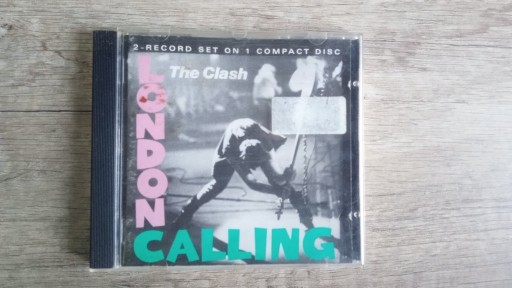 2-RECORD SET ON 1 COMPACT DISC
The Clash
LONDON
CALLING